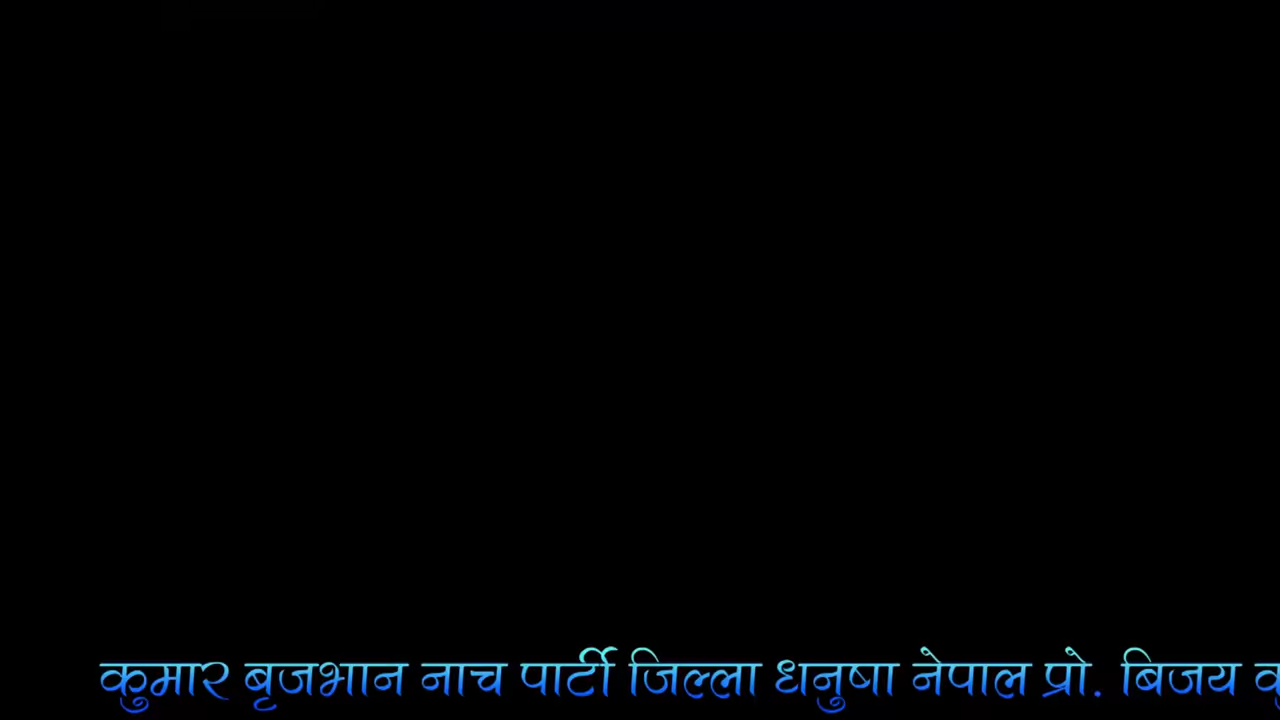 कुमार बृजभान नाच पार्टी जिल्ला धनुषा नेपाल प्रो. बिजय